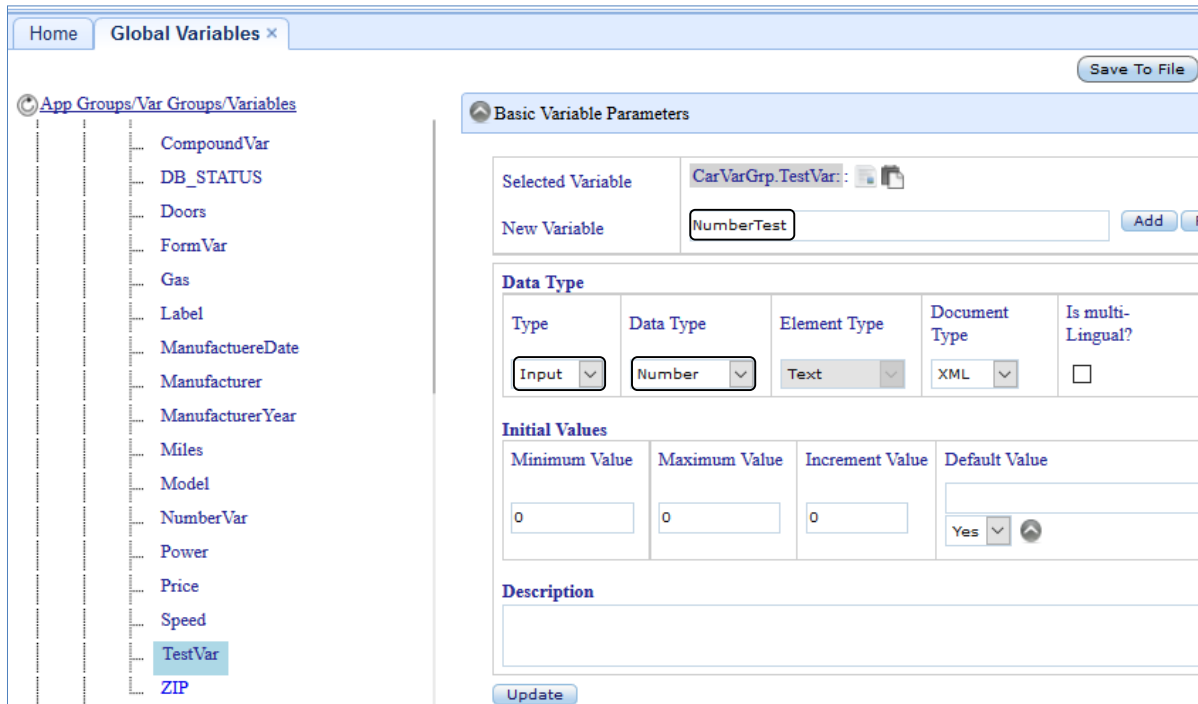 Home
Global Variables ×
Save To File
App Groups/Var Groups/Variables
CompoundVar
DB_STATUS
Doors
FormVar
Gas
Label
ManufactuereDate
Manufacturer
ManufacturerYear
Miles
Model
NumberVar
Power
Price
Speed
TestVar
ZIP
Basic Variable Parameters
Selected Variable
CarVarGrp.TestVar: :
New Variable
NumberTest
Add
Data Type
Type
Data Type
Element Type
Document
Type
Is multi-
Lingual?
Input
Number
Text
XML
Initial Values
Minimum Value
Maximum Value
Increment Value
Default Value
0
0
0
Yes
Description
Update